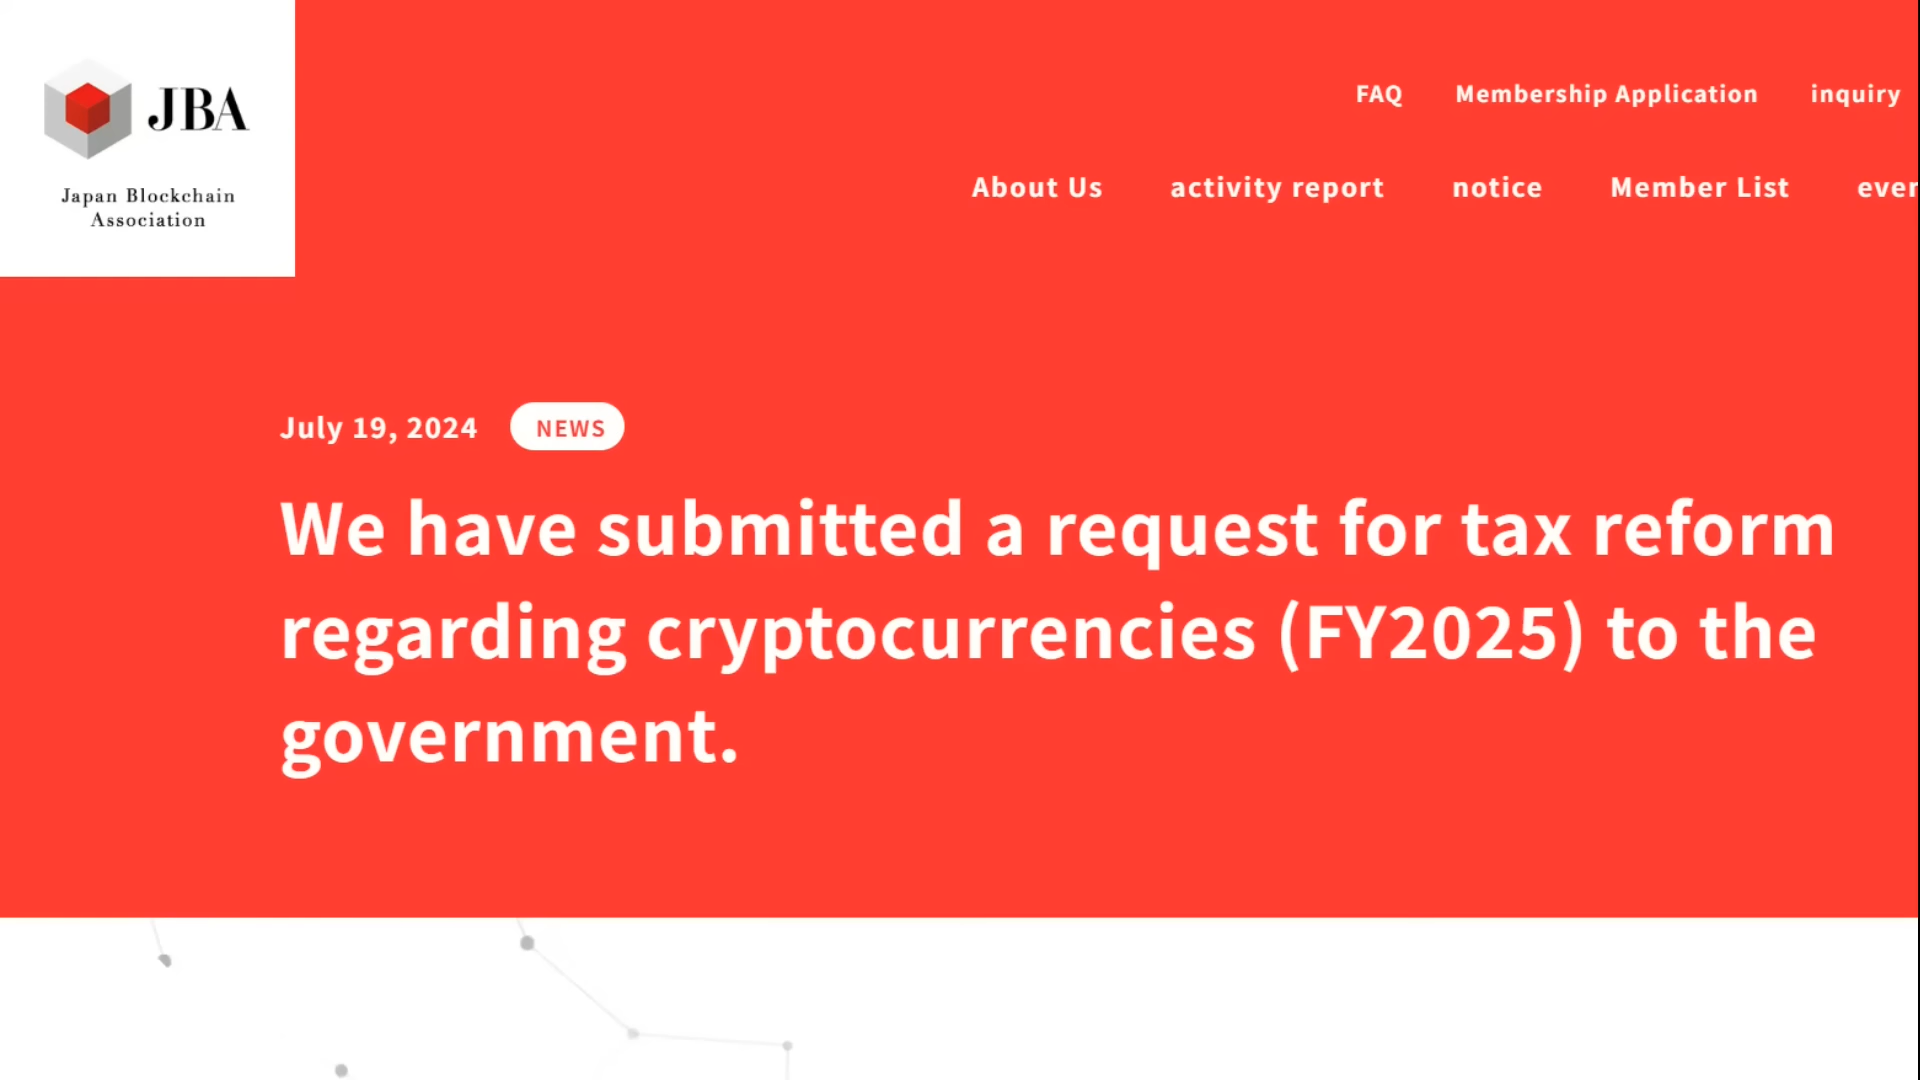 JBA
Japan Blockchain
Association
FAQ Membership Application inquiry
About Us activity report notice Member List
July 19, 2024 NEWS
We have submitted a request for tax reform
regarding cryptocurrencies (FY2025) to the
government.